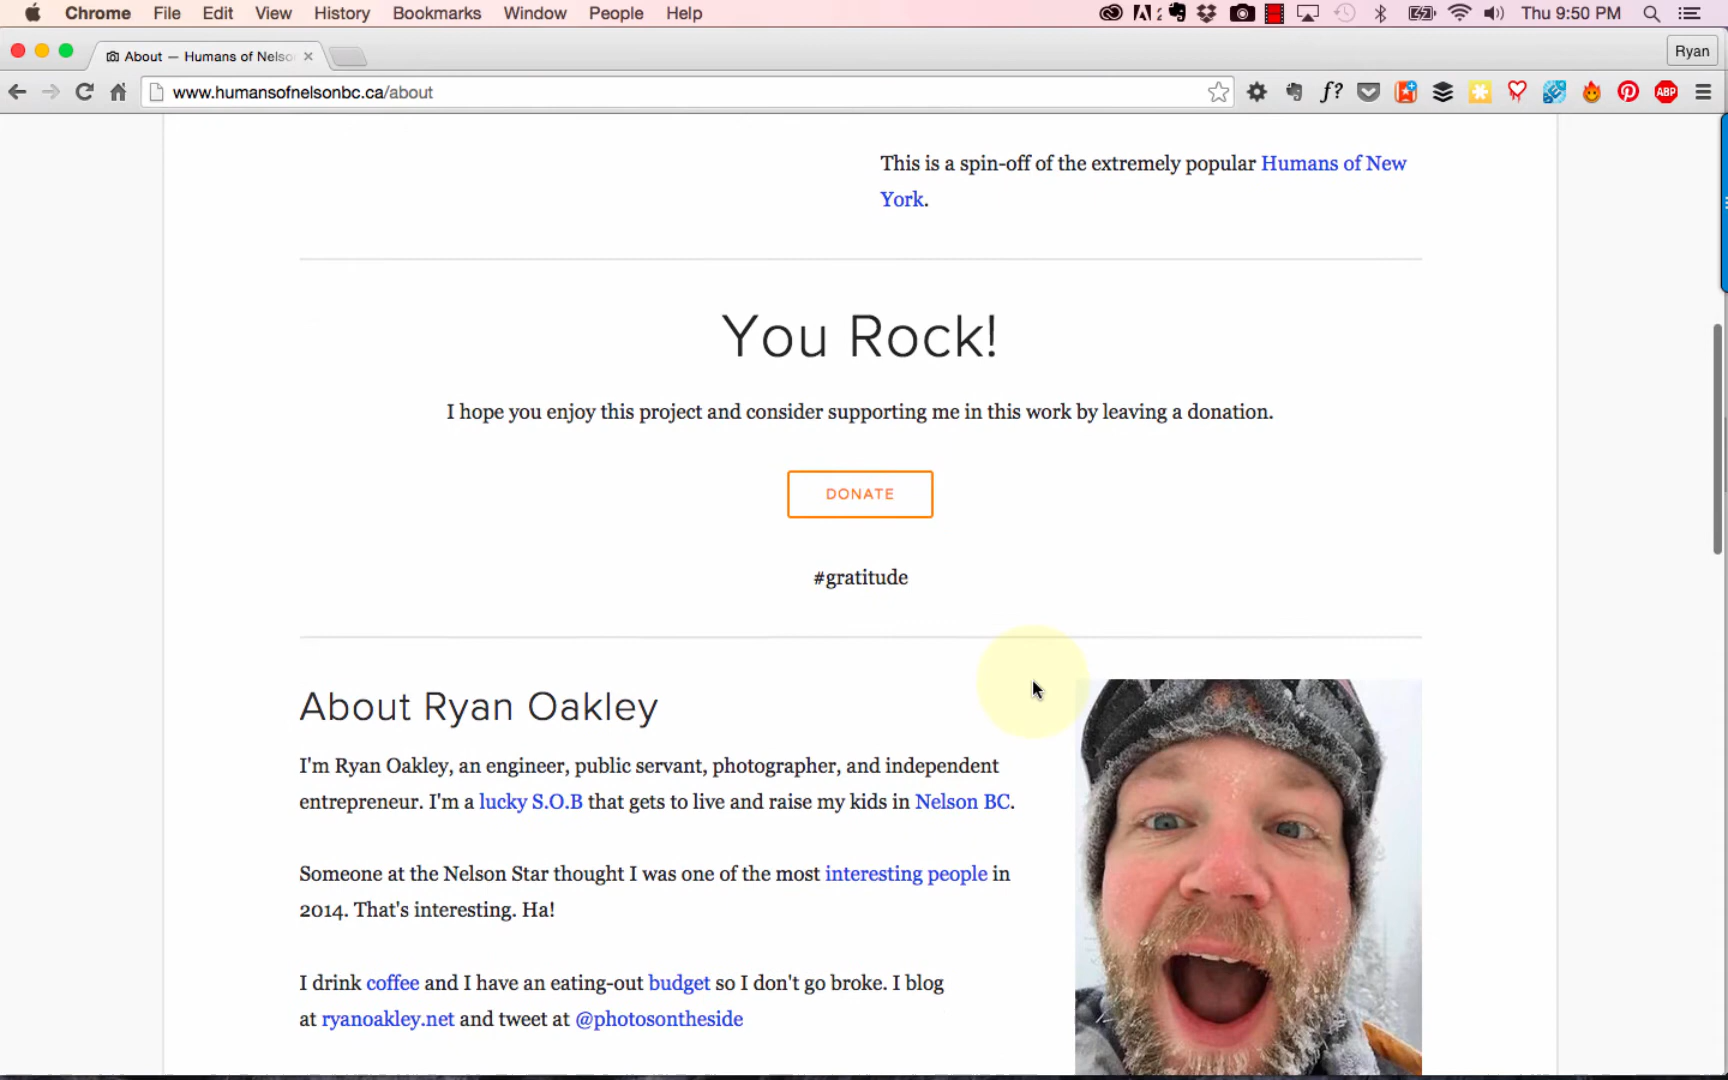 Chrome File Edit View History Bookmarks Window People Help Thu 9:50 PM
About — Humans of Nelso
Ryan
www.humansofnelsonbc.ca/about
f?
ABP
This is a spin-off of the extremely popular Humans of New
York.
You Rock!
I hope you enjoy this project and consider supporting me in this work by leaving a donation.
DONATE
#gratitude
About Ryan Oakley
I'm Ryan Oakley, an engineer, public servant, photographer, and independent
entrepreneur. I'm a lucky S.O.B that gets to live and raise my kids in Nelson BC.
Someone at the Nelson Star thought I was one of the most interesting people in
2014. That's interesting. Ha!
I drink coffee and I have an eating-out budget so I don't go broke. I blog
at ryanoakley.net and tweet at @photosontheside